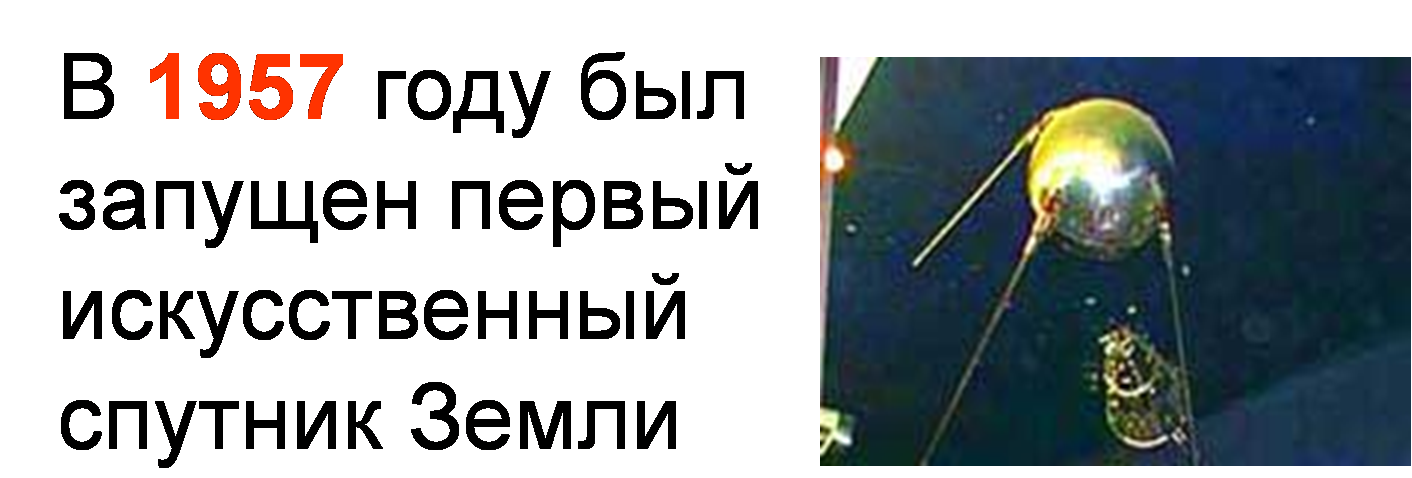 В 1957 году был
запущен первый
искусственный
спутник Земли